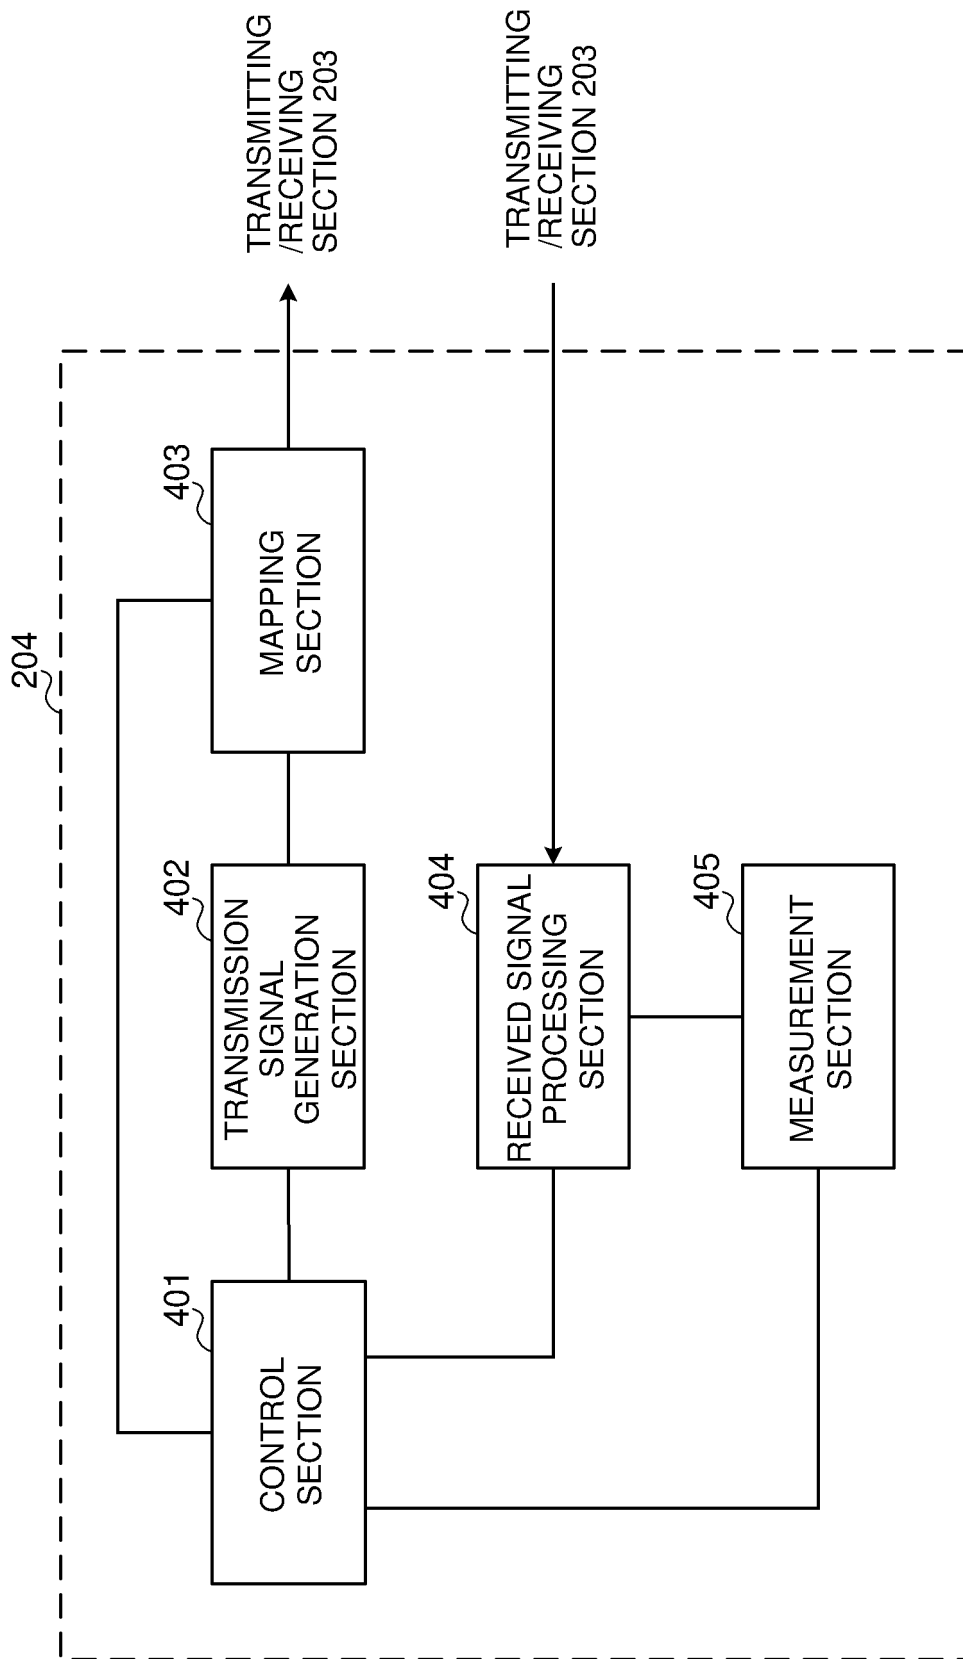 204
401
CONTROL
SECTION
402
TRANSMISSION
SIGNAL
GENERATION
SECTION
403
MAPPING
SECTION
TRANSMITTING
/RECEIVING
SECTION 203
404
RECEIVED SIGNAL
PROCESSING
SECTION
TRANSMITTING
/RECEIVING
SECTION 203
405
MEASUREMENT
SECTION